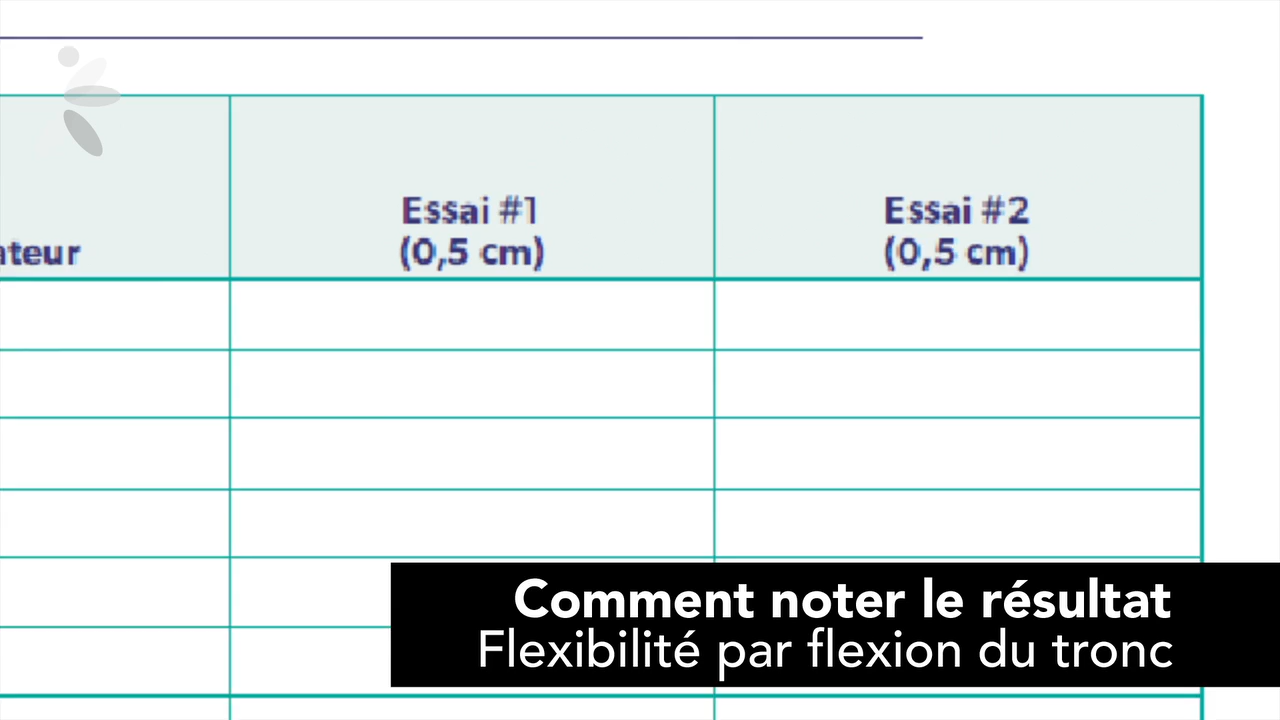 Essai #1
(0,5 cm)
Essai #2
(0,5 cm)
Comment noter le résultat
Flexibilité par flexion du tronc